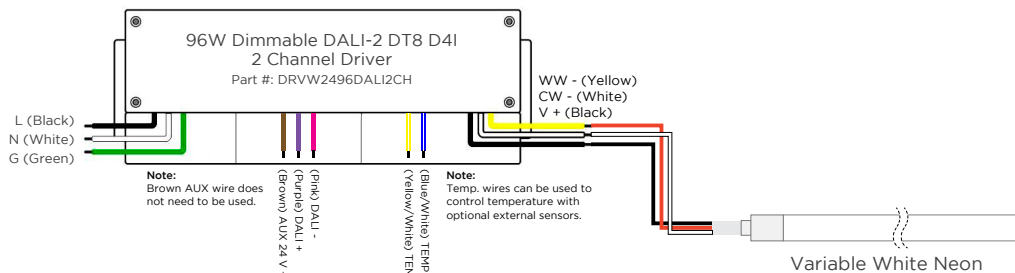 96W Dimmable DALI-2 DT8 D4I
2 Channel Driver
Part #: DRVW2496DALI2CH
L (Black)
N (White)
G (Green)
WW - (Yellow)
CW - (White)
V + (Black)
Note:
Brown AUX wire does
not need to be used.
(Brown) AUX 24 V
(Purple) DALI +
(Pink) DALI -
(Yellow/White)
(Blue/White) TEMP
Note:
Temp. wires can be used to
control temperature with
optional external sensors.
Variable White Neon